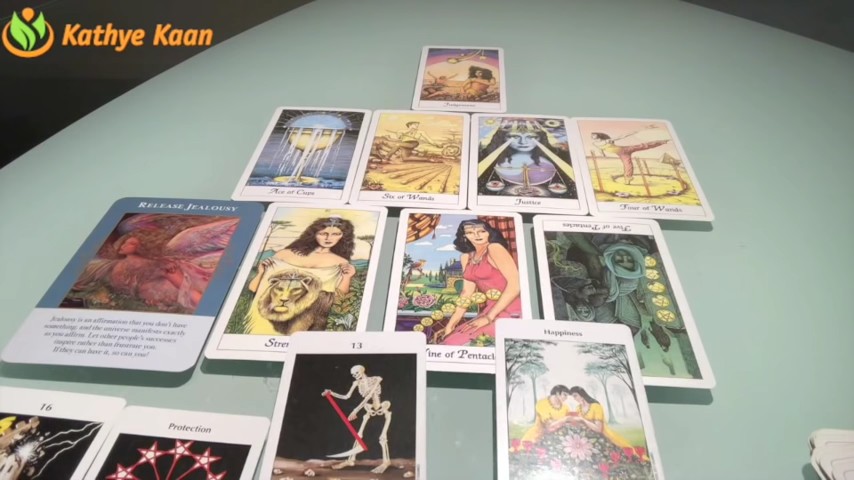 Kathye Kaan
Judgement
Ace of Cups
Six of Wands
Justice
Four of Wands
RELEASE JEALOUSY
Jealousy is an affirmation that you don't have
something, and the universe manifests exactly
as you affirm. Let other people's successes
inspire rather than frustrate you.
If they can have it, so can you!
Five of Pentacles
Stren
Nine of Pentacl
13
Happiness
16
Protection